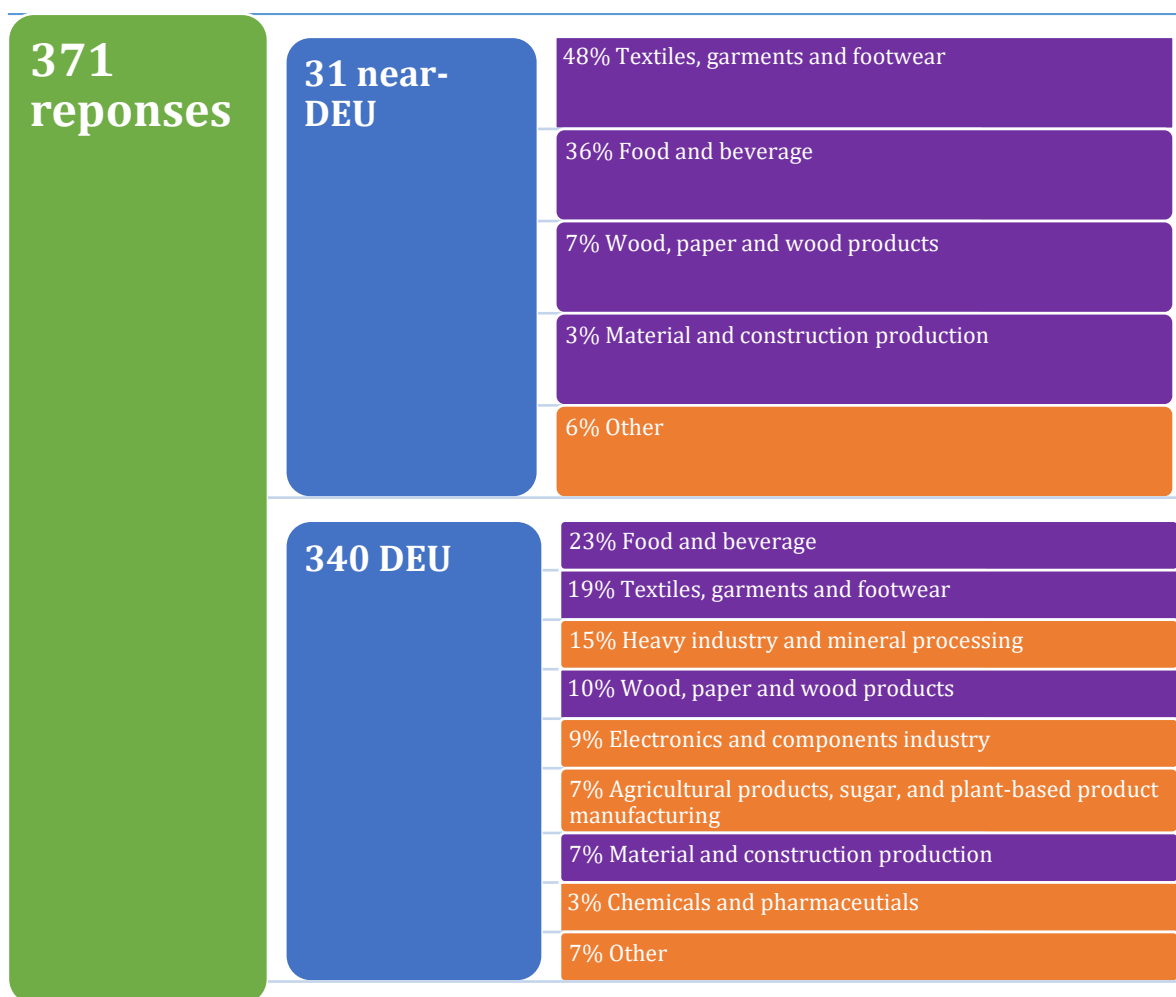 371
reponses
31 near-
DEU
48% Textiles, garments and footwear
36% Food and beverage
7% Wood, paper and wood products
3% Material and construction production
6% Other
340 DEU
23% Food and beverage
19% Textiles, garments and footwear
15% Heavy industry and mineral processing
10% Wood, paper and wood products
9% Electronics and components industry
7% Agricultural products, sugar, and plant-based product
manufacturing
7% Material and construction production
3% Chemicals and pharmaceutials
7% Other